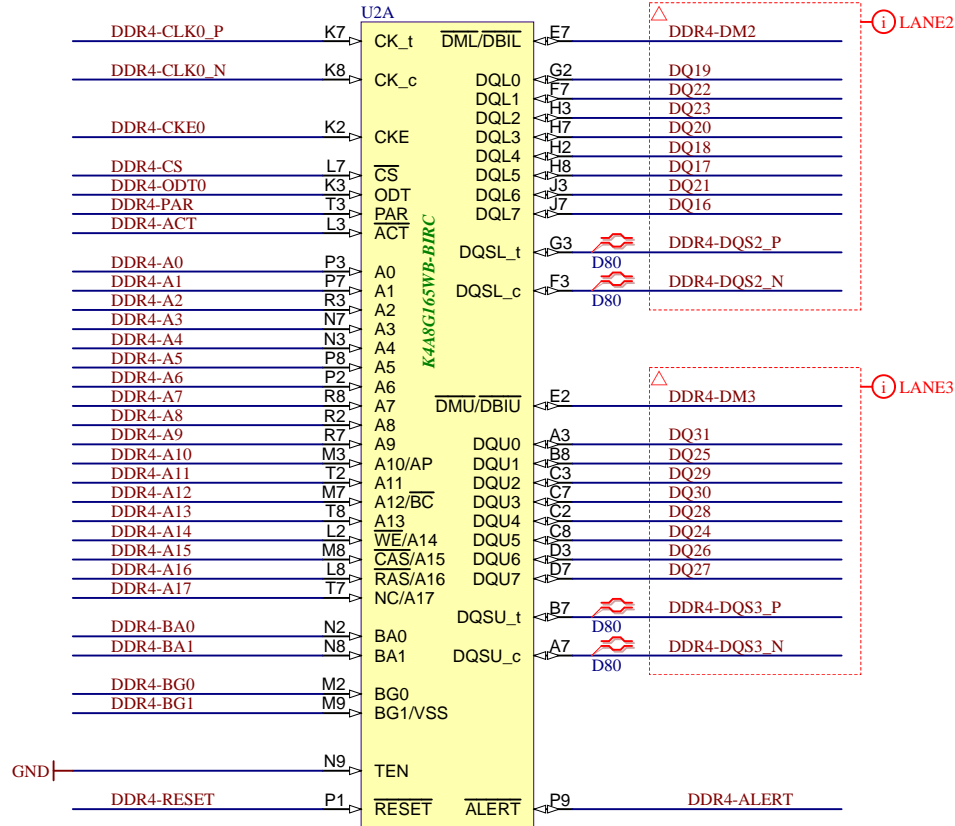 U2A
DDR4-CLK0_P K7 CK_t DML/DBIL E7 DDR4-DM2 i LANE2
DDR4-CLK0_N K8 CK_c DQL0 G2 DQ19
DQL1 F7 DQ22
DQL2 H3 DQ23
DDR4-CKE0 K2 CKE DQL3 H7 DQ20
DQL4 H2 DQ18
DDR4-CS L7 CS DQL5 H8 DQ17
DDR4-ODT0 K3 ODT DQL6 J3 DQ21
DDR4-PAR T3 PAR DQL7 J7 DQ16
DDR4-ACT L3 ACT
DQSL_t G3 D80 DDR4-DQS2_P
DDR4-A0 P3 A0
DDR4-A1 P7 A1 DQSL_c F3 D80 DDR4-DQS2_N
DDR4-A2 R3 A2
DDR4-A3 N7 A3
DDR4-A4 N3 A4
DDR4-A5 P8 A5
DDR4-A6 P2 A6
K4A8G165WB-BIRC
DDR4-A7 R8 A7 DMU/DBIU E2 DDR4-DM3 i LANE3
DDR4-A8 R2 A8
DDR4-A9 R7 A9 DQU0 A3 DQ31
DDR4-A10 M3 A10/AP DQU1 B8 DQ25
DDR4-A11 T2 A11 DQU2 C3 DQ29
DDR4-A12 M7 A12/BC DQU3 C7 DQ30
DDR4-A13 T8 A13 DQU4 C2 DQ28
DDR4-A14 L2 WE/A14 DQU5 C8 DQ24
DDR4-A15 M8 CAS/A15 DQU6 D3 DQ26
DDR4-A16 L8 RAS/A16 DQU7 D7 DQ27
DDR4-A17 T7 NC/A17
DQSU_t B7 D80 DDR4-DQS3_P
DDR4-BA0 N2 BA0
DDR4-BA1 N8 BA1 DQSU_c A7 D80 DDR4-DQS3_N
DDR4-BG0 M2 BG0
DDR4-BG1 M9 BG1/VSS
GND N9 TEN
DDR4-RESET P1 RESET ALERT P9 DDR4-ALERT